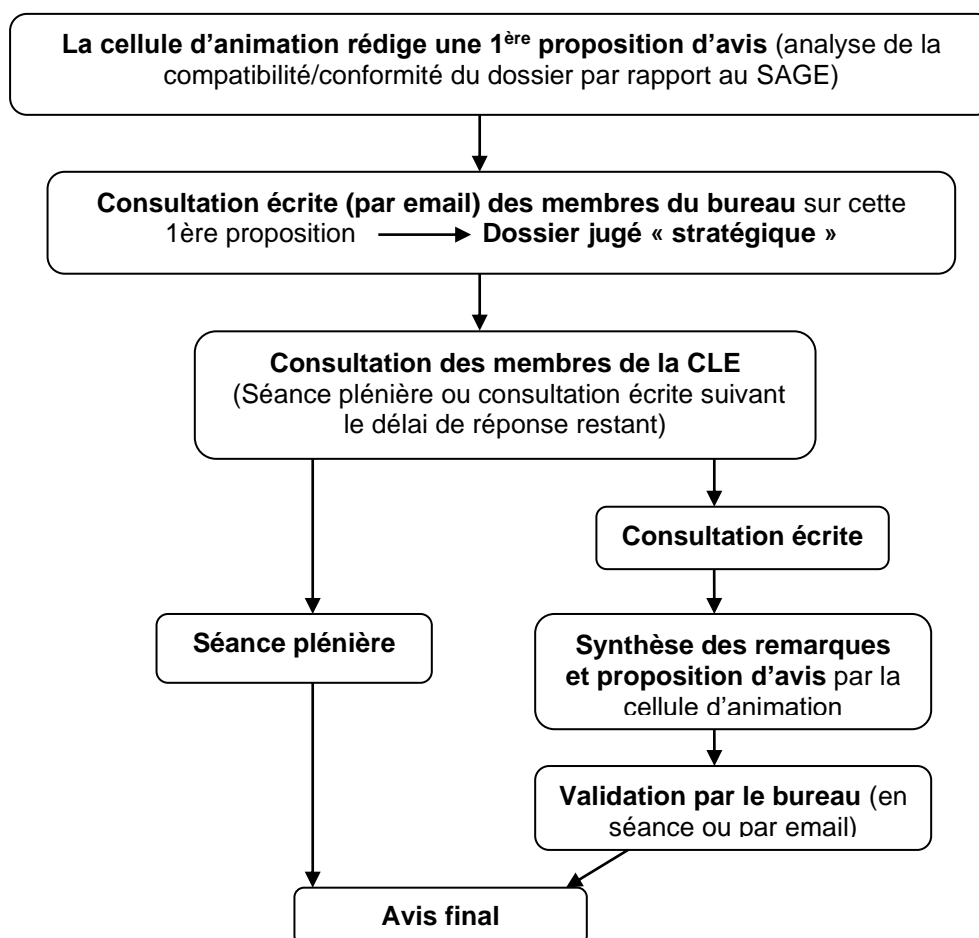 La cellule d'animation rédige une 1ère proposition d'avis (analyse de la
compatibilité/conformité du dossier par rapport au SAGE)
Consultation écrite (par email) des membres du bureau sur cette
1ère proposition Dossier jugé « stratégique »
Consultation des membres de la CLE
(Séance plénière ou consultation écrite suivant
le délai de réponse restant)
Consultation écrite
Séance plénière
Synthèse des remarques
et proposition d'avis par la
cellule d'animation
Validation par le bureau (en
séance ou par email)
Avis final